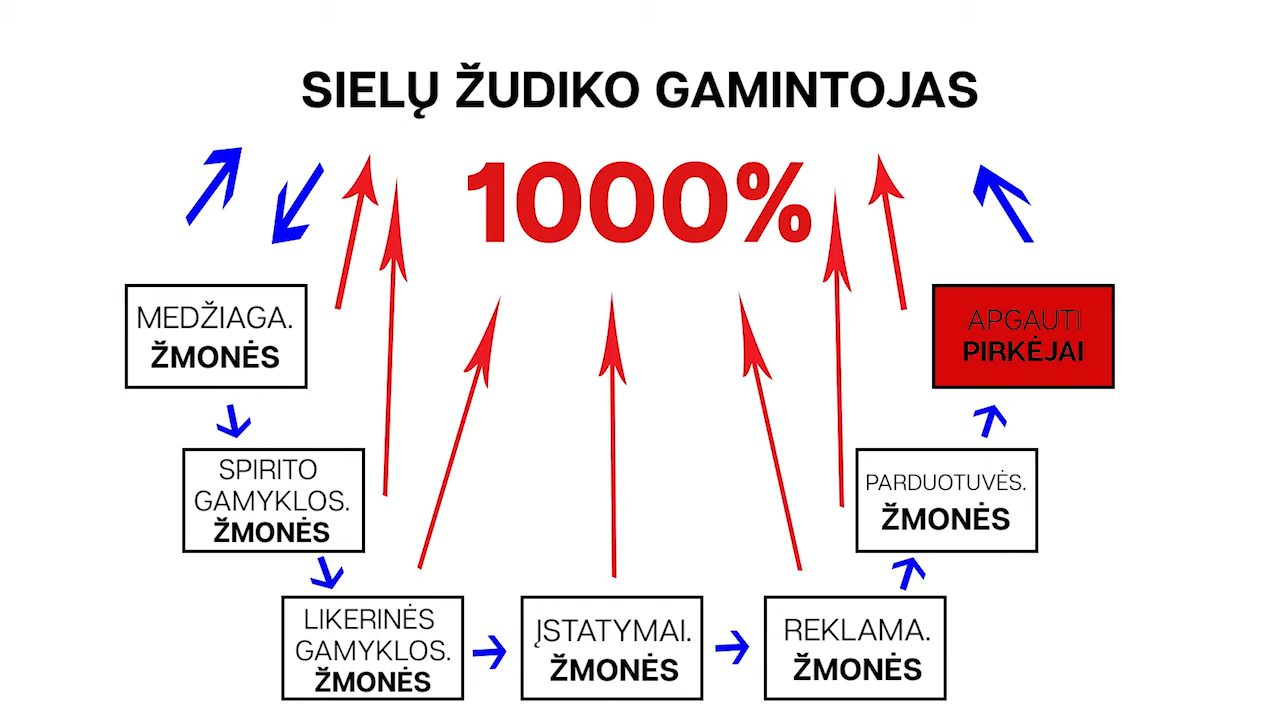 SIELŲ ŽUDIKO GAMINTOJAS
1000%
MEDŽIAGA.
ŽMONĖS
SPIRITO
GAMYKLOS.
ŽMONĖS
LIKERINĖS
GAMYKLOS.
ŽMONĖS
ĮSTATYMAI.
ŽMONĖS
REKLAMA.
ŽMONĖS
PARDUOTUVĖS.
ŽMONĖS
APGAUTI
PIRKĖJAI